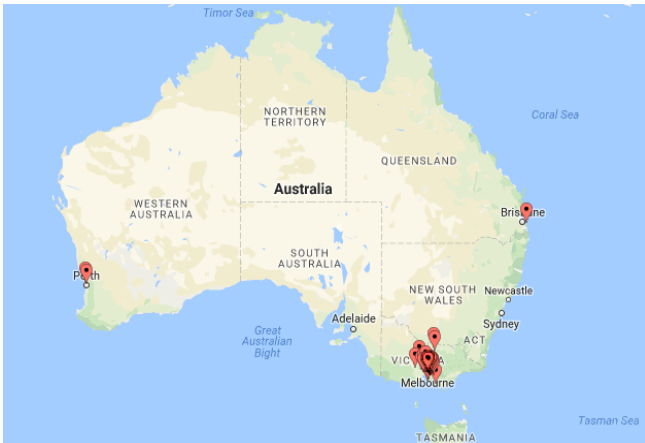 Timor Sea
Coral Sea
NORTHERN
TERRITORY
QUEENSLAND
Australia
WESTERN
AUSTRALIA
Brisbane
SOUTH
AUSTRALIA
Perth
NEW SOUTH
WALES
Newcastle
Adelaide
Sydney
Great
Australian
Bight
ACT
VICTORIA
Melbourne
Tasman Sea
TASMANIA